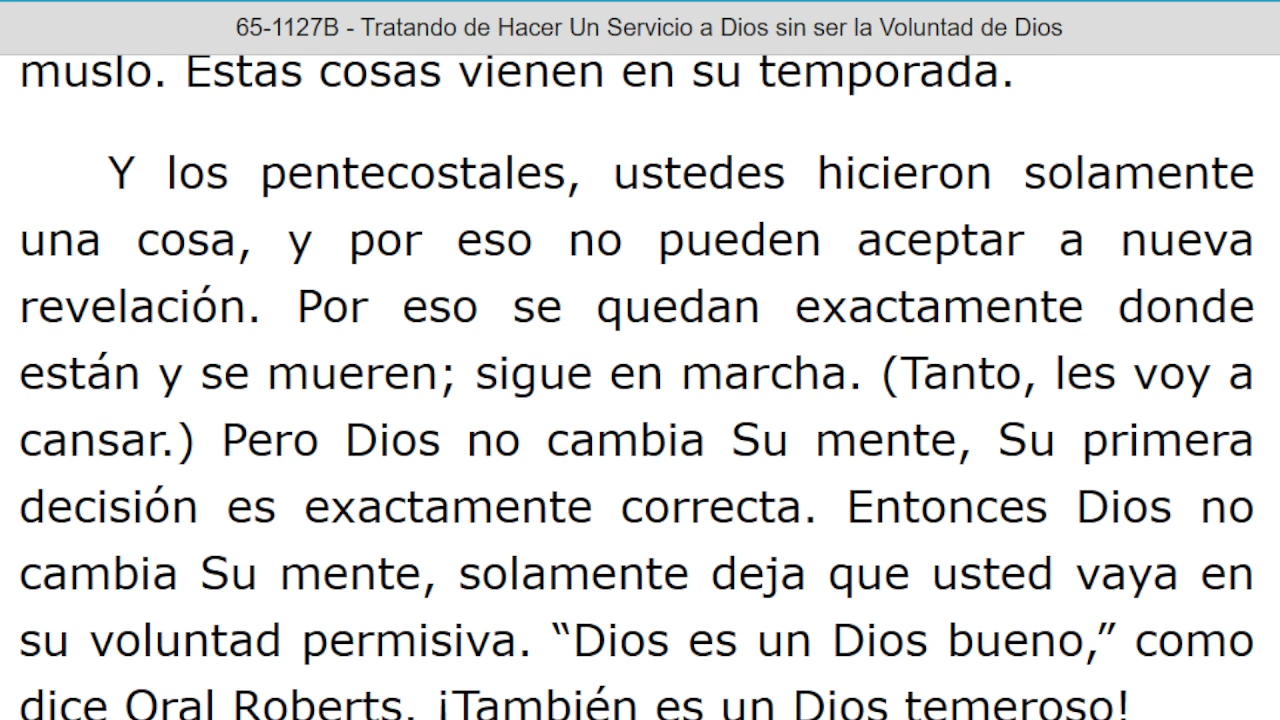 65-1127B - Tratando de Hacer Un Servicio a Dios sin ser la Voluntad de Dios
muslo. Estas cosas vienen en su temporada.
Y los pentecostales, ustedes hicieron solamente
una cosa, y por eso no pueden aceptar a nueva
revelación. Por eso se quedan exactamente donde
están y se mueren; sigue en marcha. (Tanto, les voy a
cansar.) Pero Dios no cambia Su mente, Su primera
decisión es exactamente correcta. Entonces Dios no
cambia Su mente, solamente deja que usted vaya en
su voluntad permisiva. “Dios es un Dios bueno,” como
dice Oral Roberts. ¡También es un Dios temeroso!